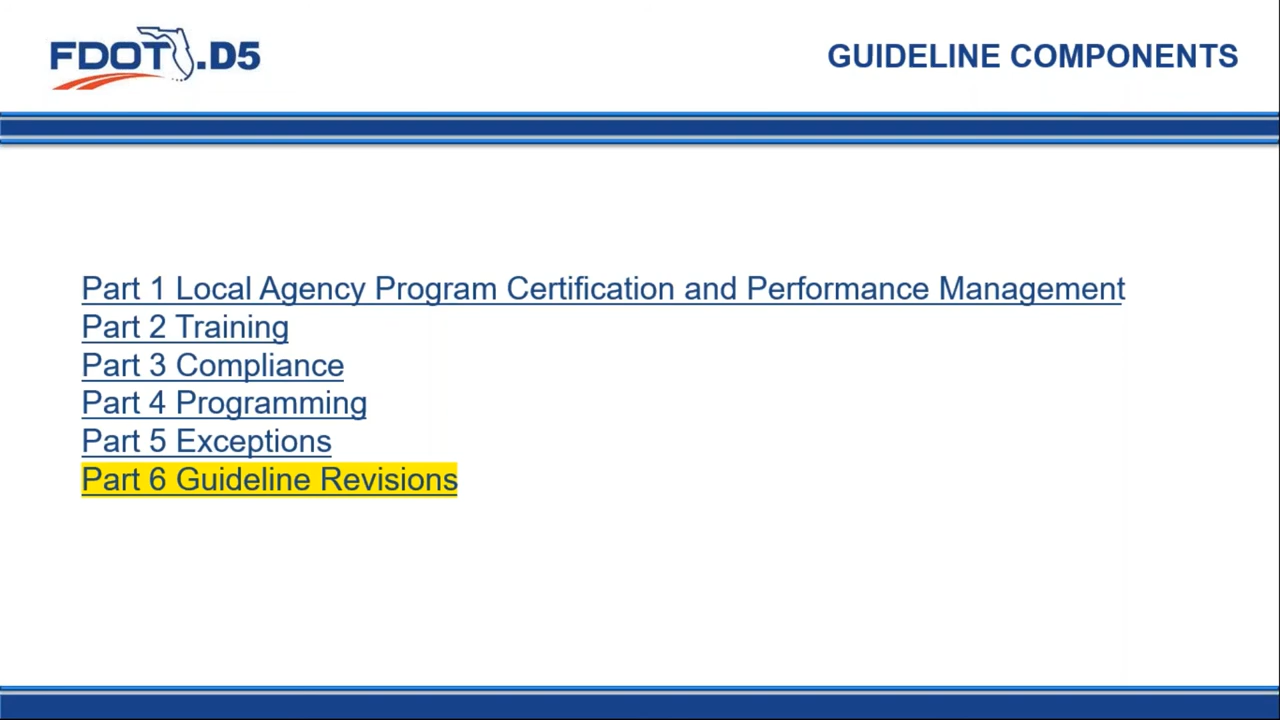 FDOT.D5
GUIDELINE COMPONENTS
Part 1 Local Agency Program Certification and Performance Management
Part 2 Training
Part 3 Compliance
Part 4 Programming
Part 5 Exceptions
Part 6 Guideline Revisions